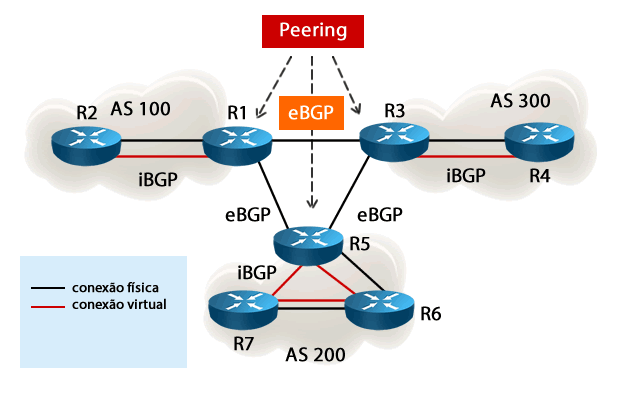 Peering
AS 100
AS 300
R2
R1
eBGP
R3
iBGP
iBGP
R4
eBGP
eBGP
R5
iBGP
conexão física
conexão virtual
R6
R7
AS 200